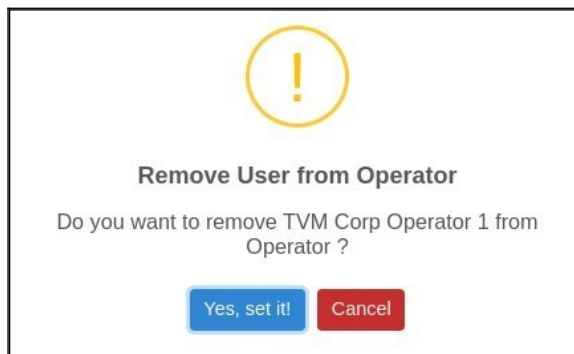 !
Remove User from Operator
Do you want to remove TVM Corp Operator 1 from
Operator ?
Yes, set it! Cancel